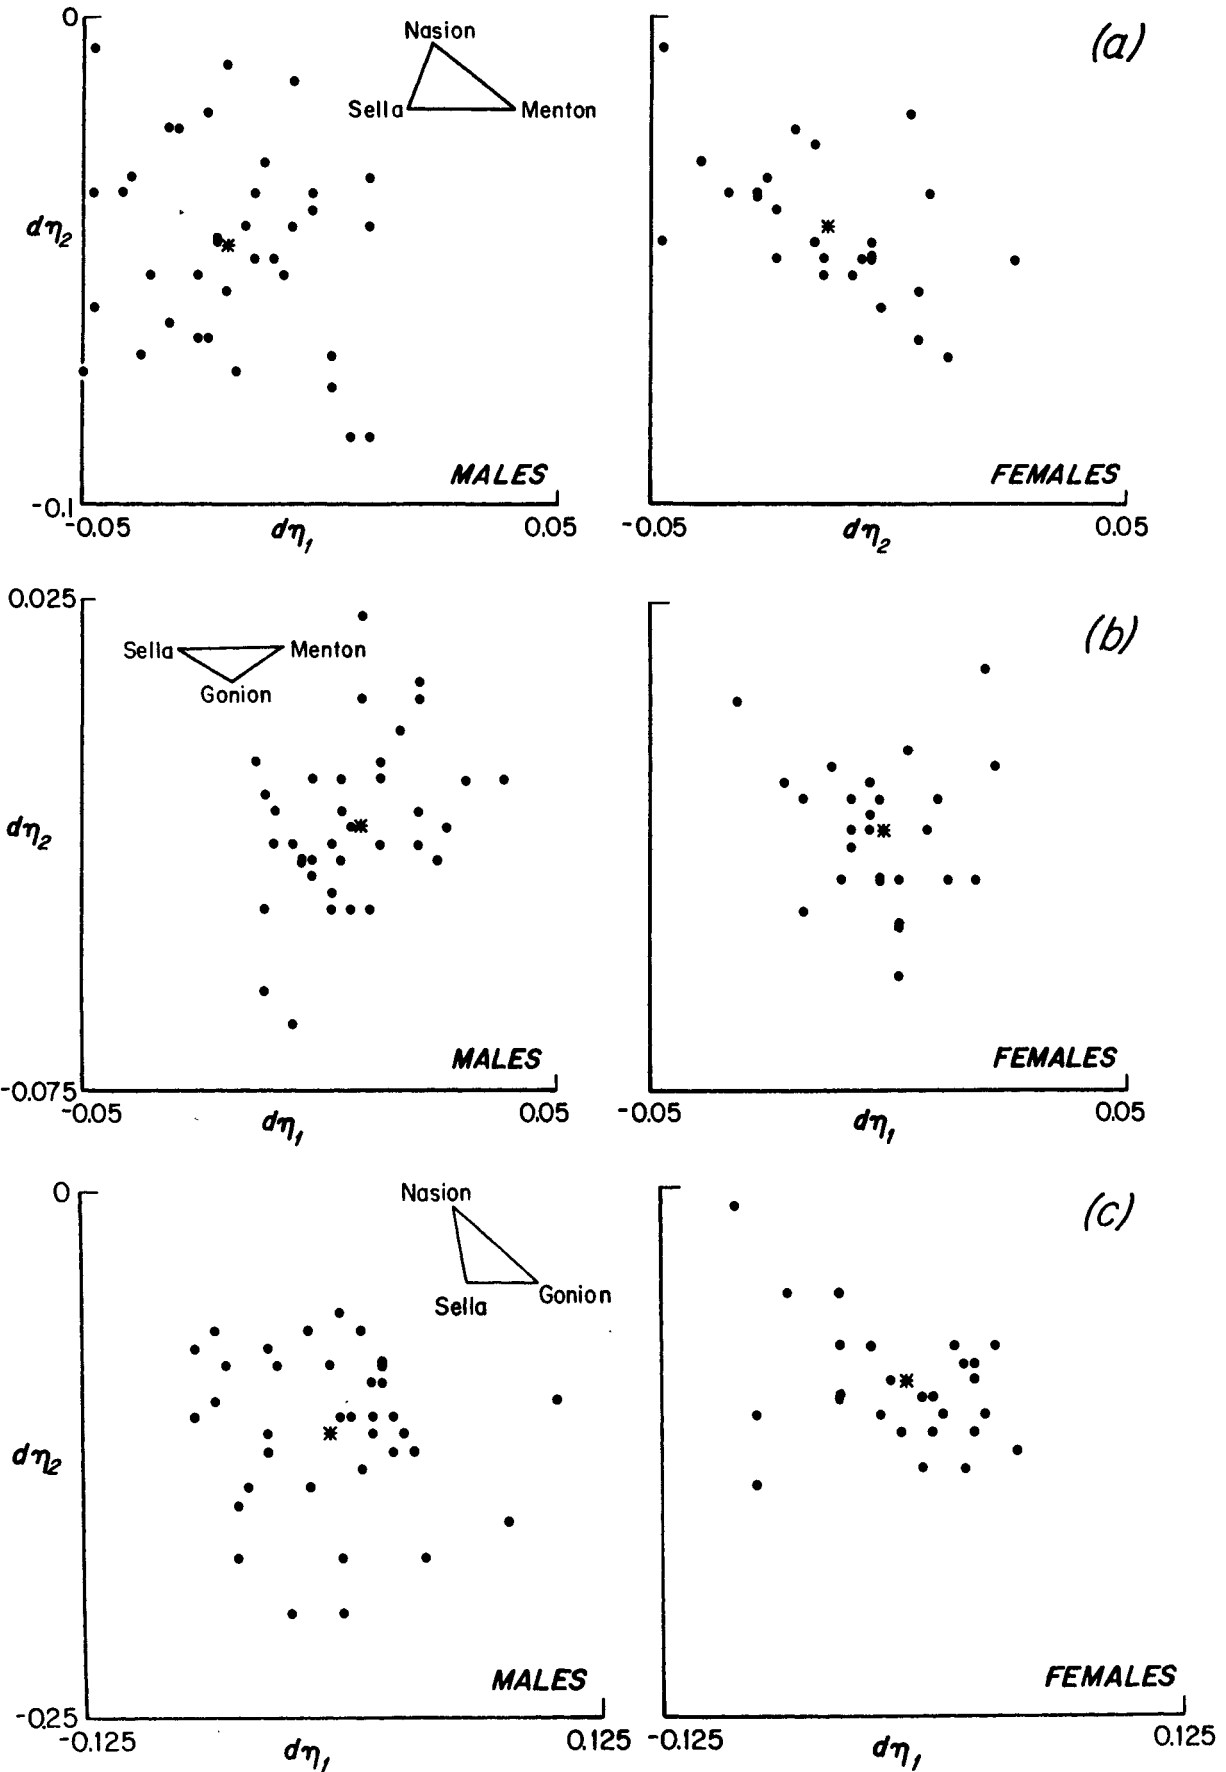 0
Nasion
(a)
Sella
Menton
dη2
MALES
FEMALES
-0.1
-0.05
dη1
0.05
-0.05
dη2
0.05
0.025
Sella
Menton
Gonion
(b)
dη2
MALES
FEMALES
-0.075
-0.05
dη1
0.05
-0.05
dη1
0.05
0
Nasion
(c)
Sella
Gonion
dη2
MALES
FEMALES
-0.25
-0.125
dη1
0.125
-0.125
dη1
0.125